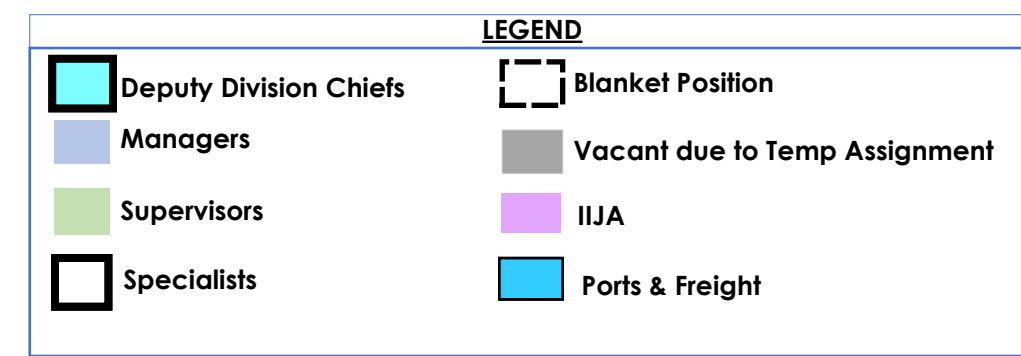 LEGEND
Deputy Division Chiefs
Managers
Supervisors
Specialists
Blanket Position
Vacant due to Temp Assignment
IIJA
Ports & Freight